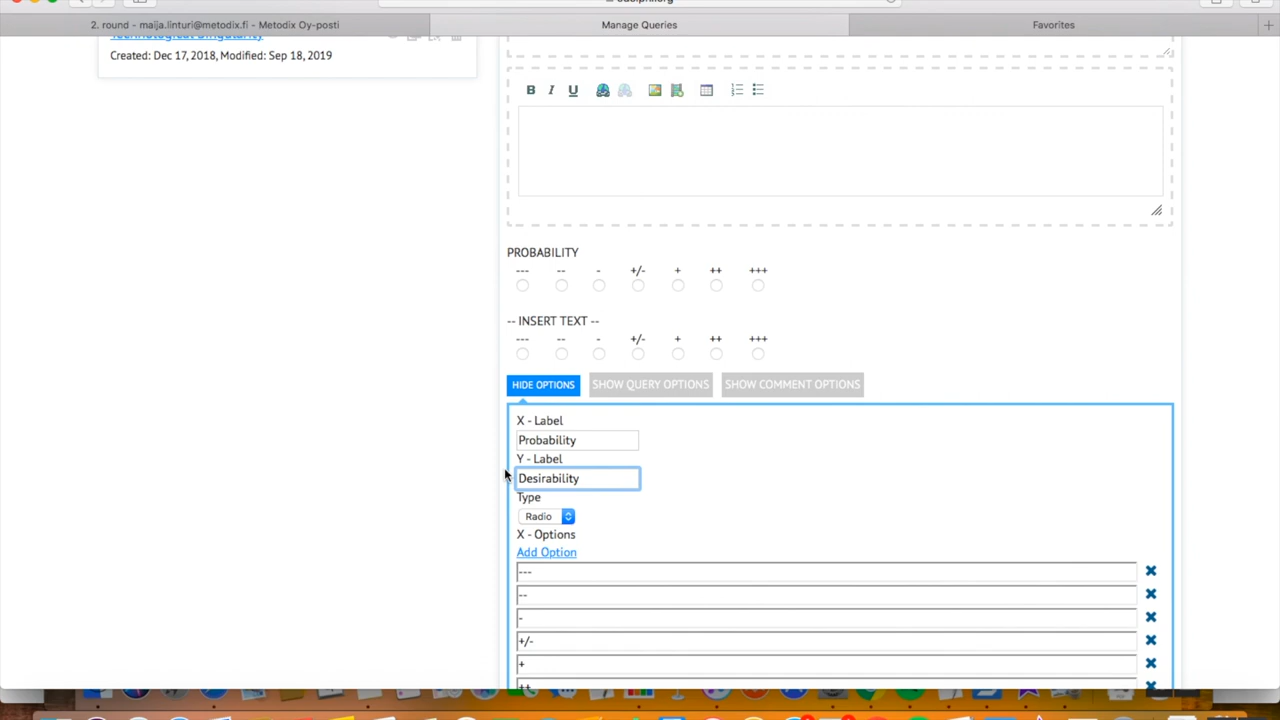 2. round – maija.linturi@metodix.fi - Metodix Oy-posti
Manage Queries
Favorites
Technological Singularity
Created: Dec 17, 2018, Modified: Sep 18, 2019
B I U
PROBABILITY
--- -- - +/- + ++ +++
-- INSERT TEXT --
--- -- - +/- + ++ +++
HIDE OPTIONS SHOW QUERY OPTIONS SHOW COMMENT OPTIONS
X - Label
Probability
Y - Label
Desirability
Type
Radio
X - Options
Add Option
---
--
-
+/-
+
++